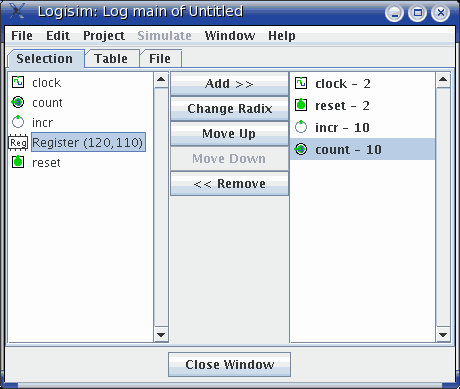 Logisim: Log main of Untitled
File Edit Project Simulate Window Help
Selection Table File
clock
count
incr
Reg Register (120,110)
reset
Add >>
Change Radix
Move Up
Move Down
<< Remove
clock - 2
reset - 2
incr - 10
count - 10
Close Window